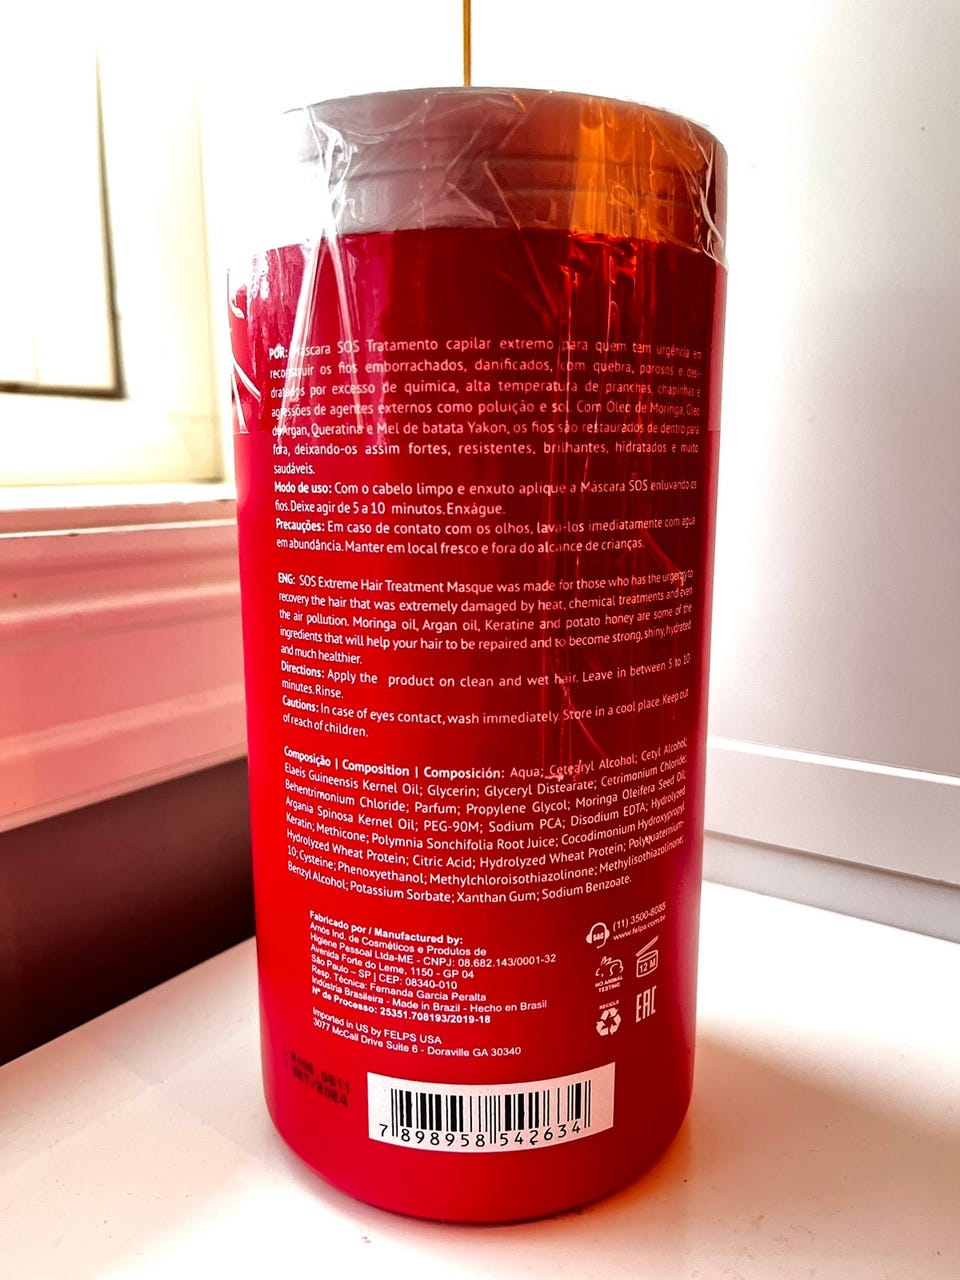 POR: Máscara SOS Tratamento capilar extremo para quem tem urgência em
reconstruir os fios emborrachados, danificados, com quebra, porosos e des-
dratados por excesso de química, alta temperatura de pranchas, chapinhas e
agressões de agentes externos como poluição e sol. Com Óleo de Moringa, Óleo
de Argan, Queratina e Mel de batata Yakon, os fios são restaurados de dentro para
fora, deixando-os assim fortes, resistentes, brilhantes, hidratados e muito
saudáveis.
Modo de uso: Com o cabelo limpo e enxuto aplique a Máscara SOS enluvando os
fios. Deixe agir de 5 a 10 minutos. Enxágue.
Precauções: Em caso de contato com os olhos, lavá-los imediatamente com água
em abundância. Manter em local fresco e fora do alcance de crianças.
ENG: SOS Extreme Hair Treatment Masque was made for those who has the urgency to
recovery the hair that was extremely damaged by heat, chemical treatments and even
the air pollution. Moringa oil, Argan oil, Keratine and potato honey are some of the
ingredients that will help your hair to be repaired and to become strong, shiny, hydrated
and much healthier.
Directions: Apply the product on clean and wet hair. Leave in between 5 to 10
minutes. Rinse.
Cautions: In case of eyes contact, wash immediately. Store in a cool place. Keep out
of reach of children.
Composição | Composition | Composición: Aqua; Cetearyl Alcohol; Cetyl Alcohol;
Elaeis Guineensis Kernel Oil; Glycerin; Glyceryl Distearate; Cetrimonium Chloride;
Behentrimonium Chloride; Parfum; Propylene Glycol; Moringa Oleifera Seed Oil;
Argania Spinosa Kernel Oil; PEG-90M; Sodium PCA; Disodium EDTA; Hydrolyzed
Keratin; Methicone; Polymnia Sonchifolia Root Juice; Cocodimonium Hydroxypropyl
Hydrolyzed Wheat Protein; Citric Acid; Hydrolyzed Wheat Protein; Polyquaternium-
10; Cysteine; Phenoxyethanol; Methylchloroisothiazolinone; Methylisothiazolinone;
Benzyl Alcohol; Potassium Sorbate; Xanthan Gum; Sodium Benzoate.
Fabricado por / Manufactured by:
Amós Ind. de Cosméticos e Produtos de
Higiene Pessoal Ltda-ME - CNPJ: 08.682.143/0001-32
Avenida Forte do Leme, 1150 - GP 04
São Paulo – SP | CEP: 08340-010
Resp. Técnica: Fernanda Garcia Peralta
Indústria Brasileira - Made in Brazil - Hecho en Brasil
Nº de Processo: 25351.708193/2019-18
Imported in US by FELPS USA
3077 McCall Drive Suite 6 - Doraville GA 30340
SAC
(11) 3500-8085
www.felps.com.br
NO ANIMAL
TESTING
12 M
RECYCLE
EAC
SET/2024
7 898958 542634